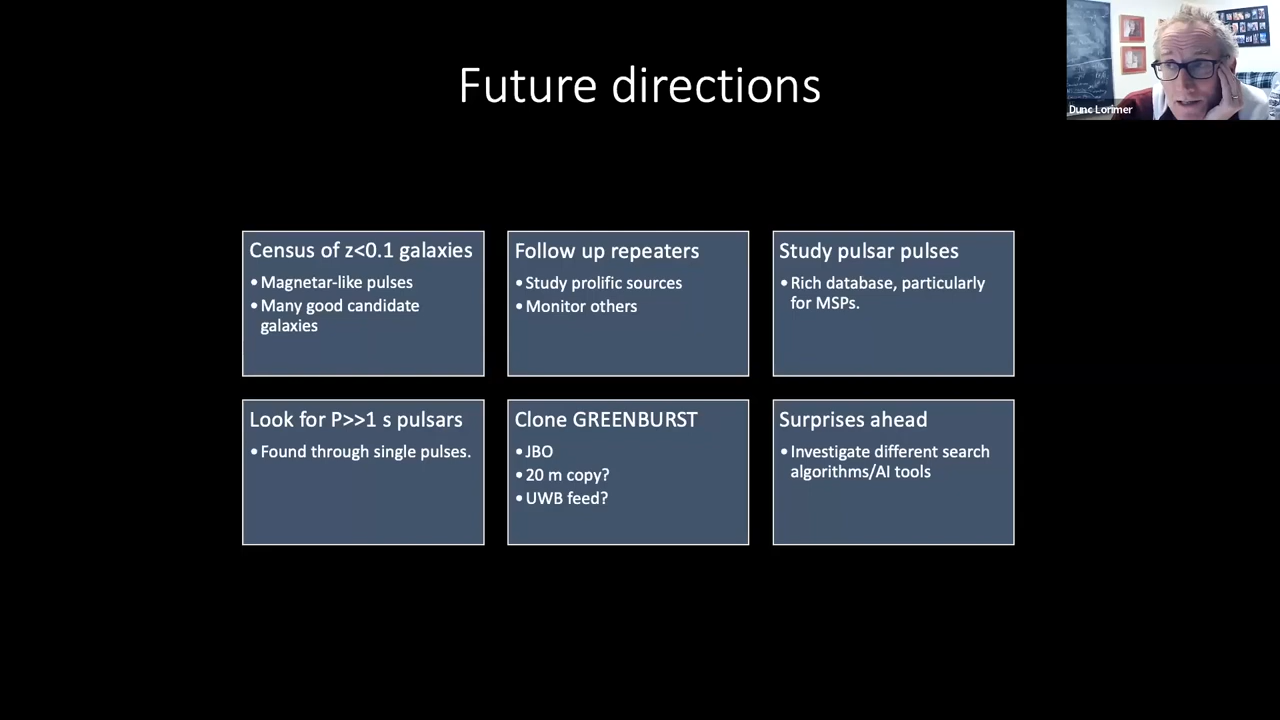 Future directions
Dunc Lorimer
Census of z<0.1 galaxies
•Magnetar-like pulses
•Many good candidate
galaxies
Follow up repeaters
•Study prolific sources
•Monitor others
Study pulsar pulses
•Rich database, particularly
for MSPs.
Look for P>>1 s pulsars
•Found through single pulses.
Clone GREENBURST
•JBO
•20 m copy?
•UWB feed?
Surprises ahead
•Investigate different search
algorithms/AI tools